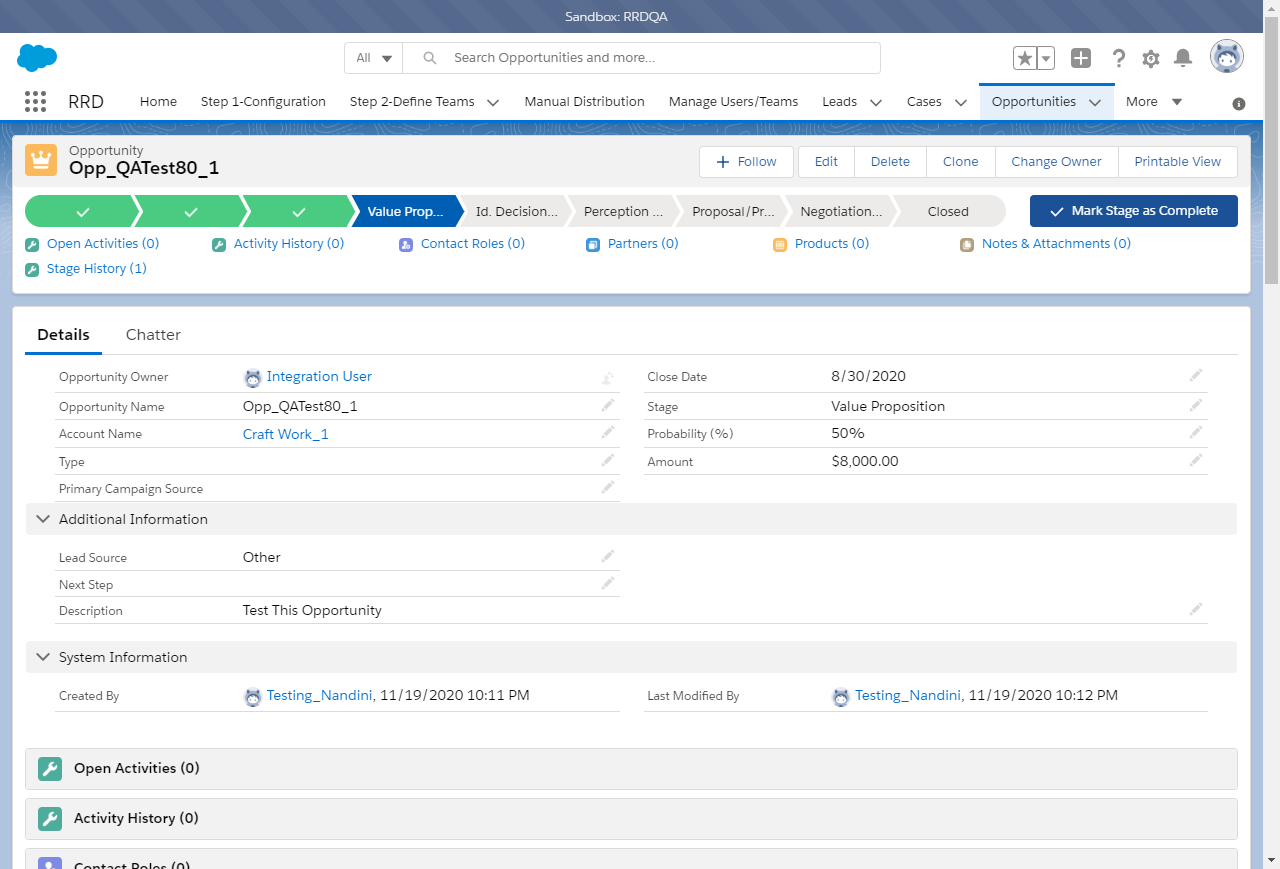 Sandbox: RRDQA
All Search Opportunities and more...
RRD Home Step 1-Configuration Step 2-Define Teams Manual Distribution Manage Users/Teams Leads Cases Opportunities More
Opportunity
Opp_QATest80_1
Follow Edit Delete Clone Change Owner Printable View
Value Prop... Id. Decision... Perception ... Proposal/Pr... Negotiation... Closed Mark Stage as Complete
Open Activities (0) Activity History (0) Contact Roles (0) Partners (0) Products (0) Notes & Attachments (0)
Stage History (1)
Details Chatter
Opportunity Owner Integration User Close Date 8/30/2020
Opportunity Name Opp_QATest80_1 Stage Value Proposition
Account Name Craft Work_1 Probability (%) 50%
Type Amount $8,000.00
Primary Campaign Source
Additional Information
Lead Source Other
Next Step
Description Test This Opportunity
System Information
Created By Testing_Nandini, 11/19/2020 10:11 PM Last Modified By Testing_Nandini, 11/19/2020 10:12 PM
Open Activities (0)
Activity History (0)
Contact Roles (0)